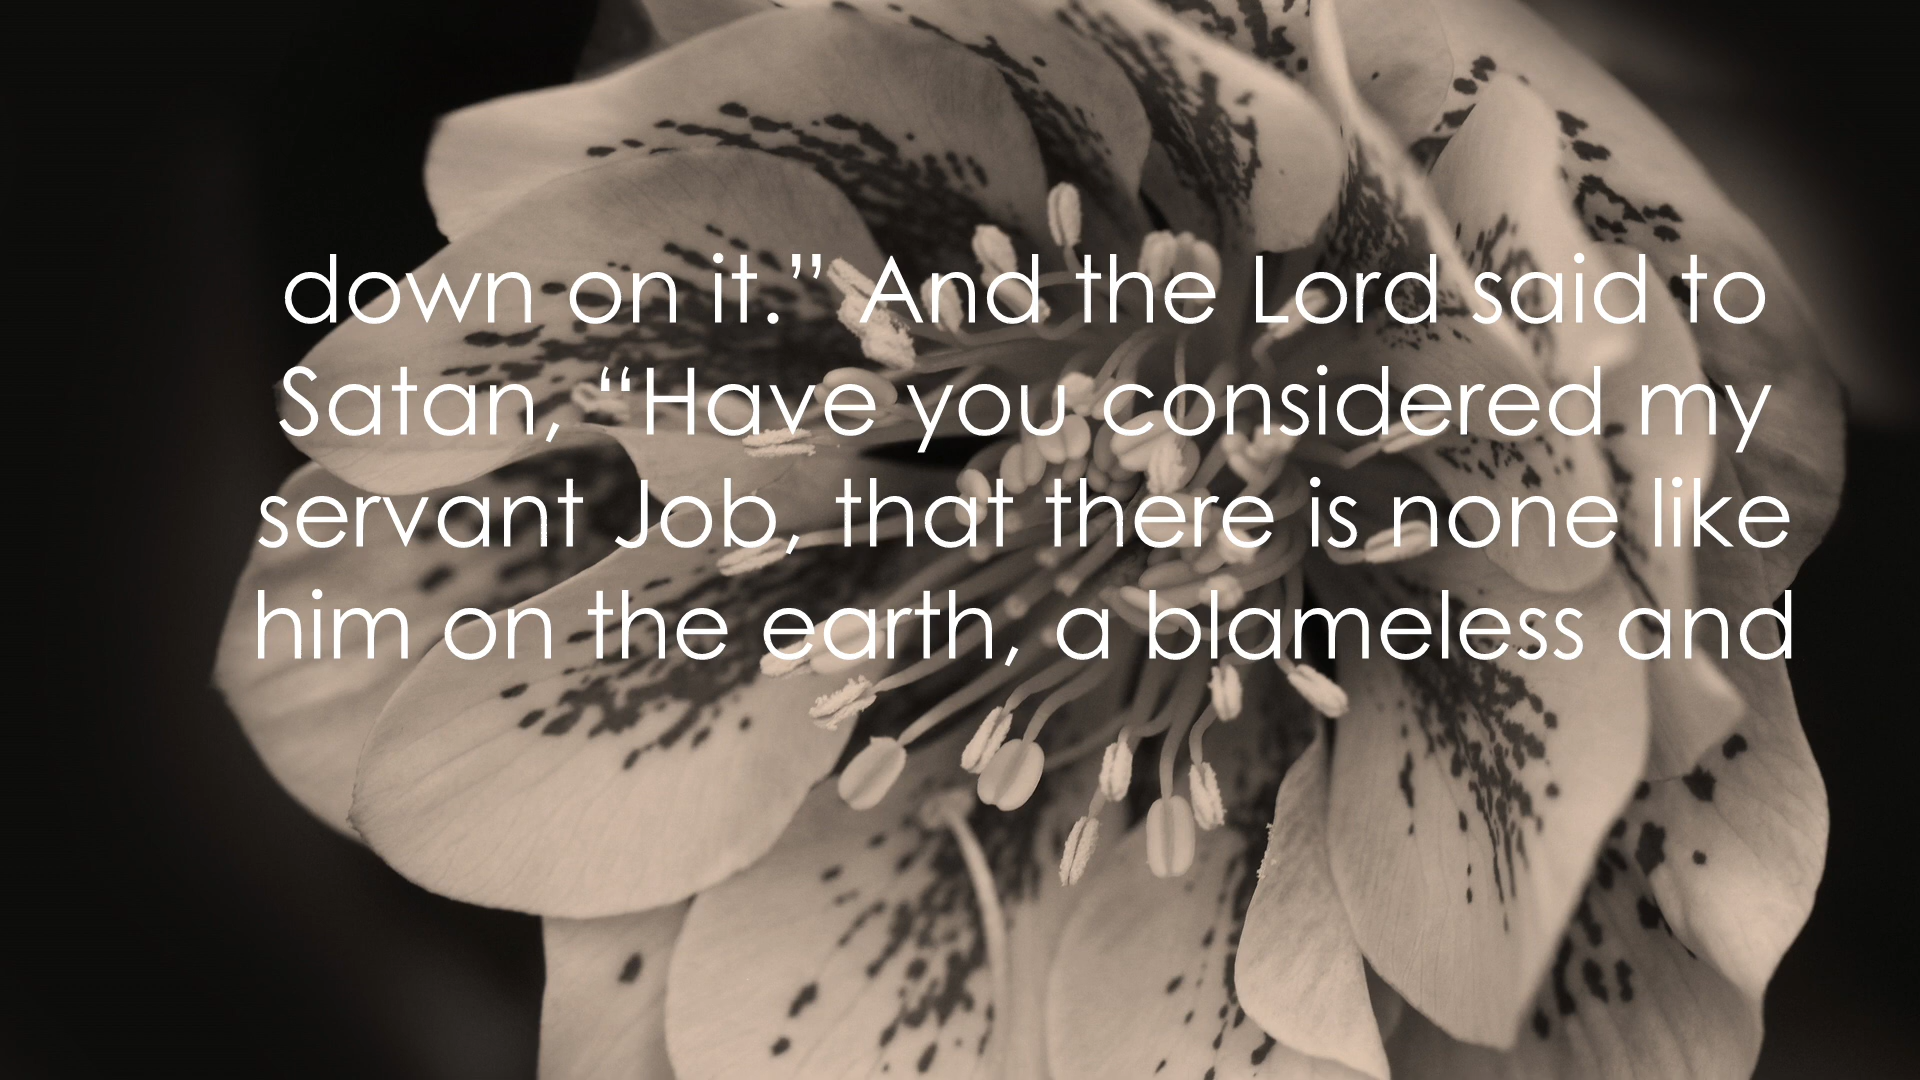 down on it.” And the Lord said to
Satan, “Have you considered my
servant Job, that there is none like
him on the earth, a blameless and